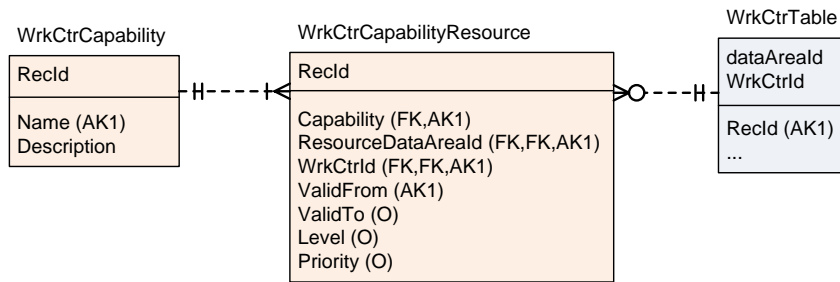 WrkCtrCapability
RecId
Name (AK1)
Description
WrkCtrCapabilityResource
RecId
Capability (FK,AK1)
ResourceDataAreaId (FK,FK,AK1)
WrkCtrId (FK,FK,AK1)
ValidFrom (AK1)
ValidTo (O)
Level (O)
Priority (O)
WrkCtrTable
dataAreaId
WrkCtrId
RecId (AK1)
...